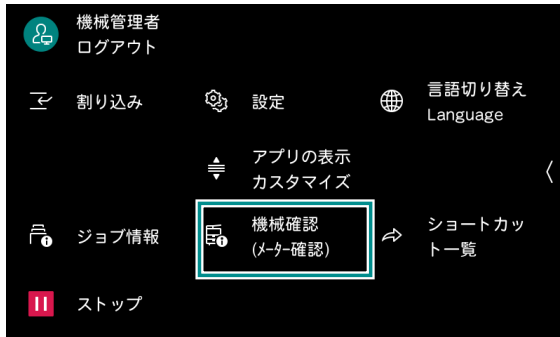 機械管理者
ログアウト
割り込み
設定
言語切り替え
Language
アプリの表示
カスタマイズ
ジョブ情報
機械確認
(ﾒｰﾀｰ確認)
ショートカッ
ト一覧
ストップ